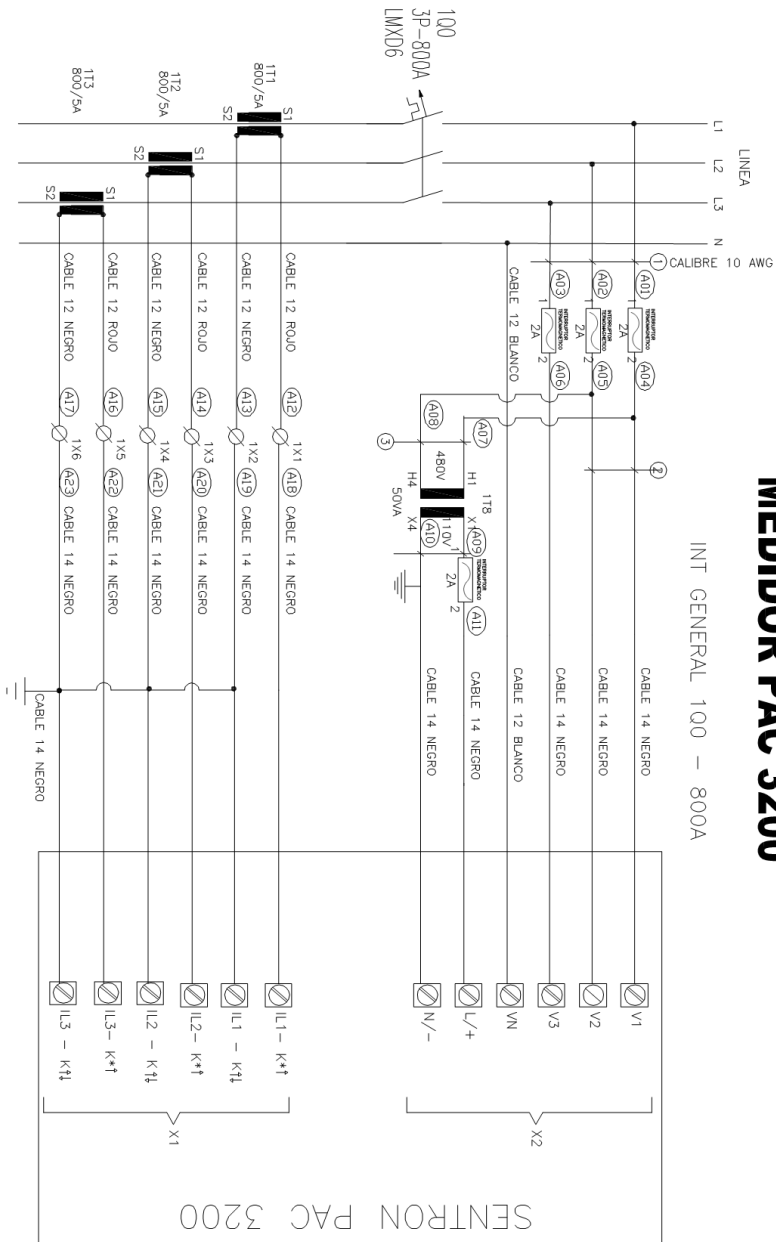 MEDIDOR PAC 3200
INT GENERAL 1Q0 - 800A
1Q0
3P-800A
LMXD6
1T1
800/5A
1T2
800/5A
1T3
800/5A
S1
S2
S1
S2
S1
S2
LINEA
L1
L2
L3
N
1
CALIBRE 10 AWG
A01
A02
A03
1
INTERRUPTOR
TERMOMAGNETICO
2A
2
1
INTERRUPTOR
TERMOMAGNETICO
2A
2
1
INTERRUPTOR
TERMOMAGNETICO
2A
2
A04
A05
A06
2
CABLE 12 BLANCO
A07
A08
3
480V
H1
H4
1T8
50VA
X1
X4
110V
A09
A10
1
INTERRUPTOR
TERMOMAGNETICO
2A
2
A11
CABLE 14 NEGRO
CABLE 14 NEGRO
CABLE 14 NEGRO
CABLE 12 BLANCO
CABLE 14 NEGRO
CABLE 14 NEGRO
CABLE 12 ROJO
A12
1X1
A18
CABLE 14 NEGRO
CABLE 12 NEGRO
A13
1X2
A19
CABLE 14 NEGRO
CABLE 12 ROJO
A14
1X3
A20
CABLE 14 NEGRO
CABLE 12 NEGRO
A15
1X4
A21
CABLE 14 NEGRO
CABLE 12 ROJO
A16
1X5
A22
CABLE 14 NEGRO
CABLE 12 NEGRO
A17
1X6
A23
CABLE 14 NEGRO
CABLE 14 NEGRO
V1
V2
V3
VN
L/+
N/-
X2
IL1- K*↑
IL1 - K↑↓
IL2- K*↑
IL2 - K↑↓
IL3- K*↑
IL3 - K↑↓
X1
SENTRON PAC 3200